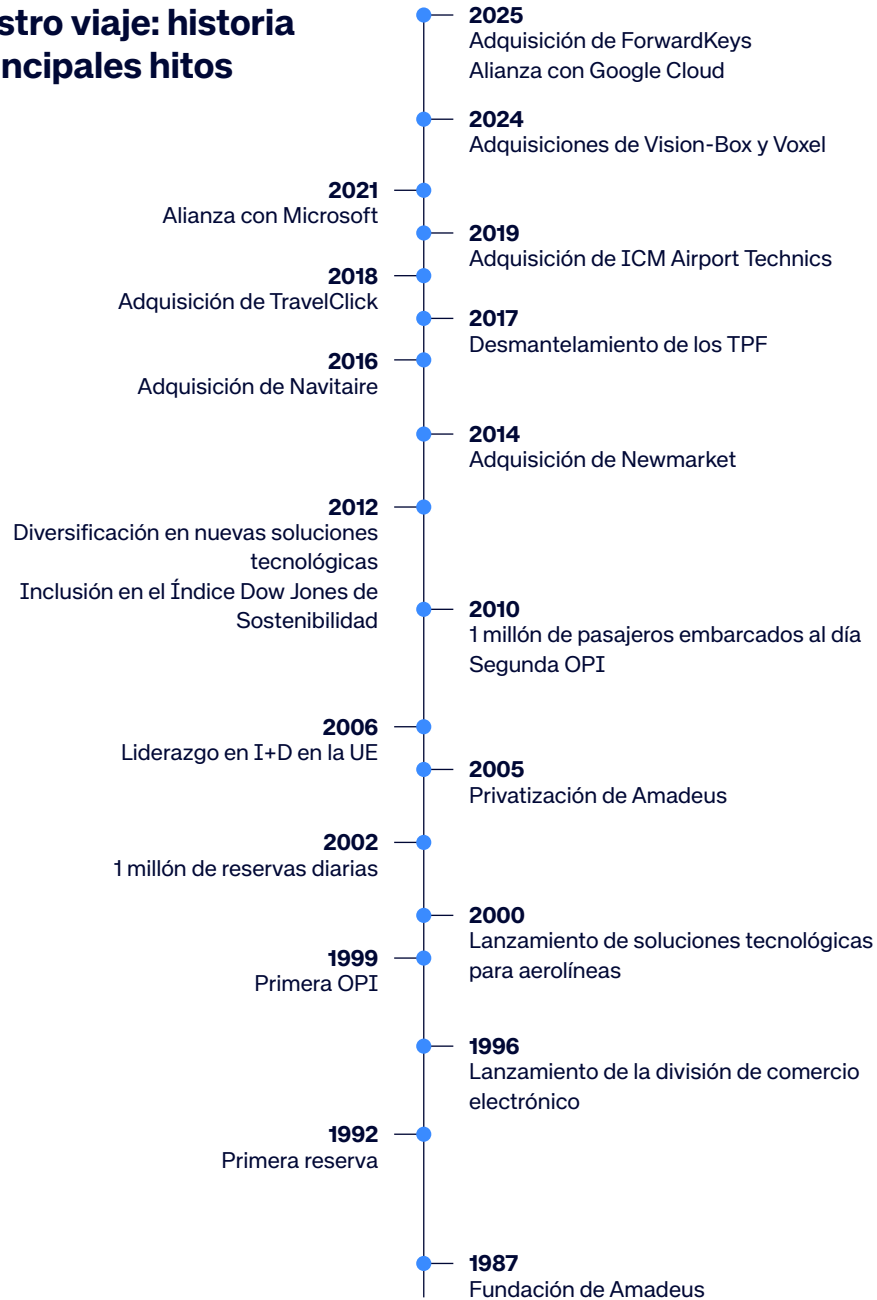 stro viaje: historia
ncipales hitos
2025
Adquisición de ForwardKeys
Alianza con Google Cloud
2024
Adquisiciones de Vision-Box y Voxel
2021
Alianza con Microsoft
2019
Adquisición de ICM Airport Technics
2018
Adquisición de TravelClick
2017
Desmantelamiento de los TPF
2016
Adquisición de Navitaire
2014
Adquisición de Newmarket
2012
Diversificación en nuevas soluciones
tecnológicas
Inclusión en el Índice Dow Jones de
Sostenibilidad
2010
1 millón de pasajeros embarcados al día
Segunda OPI
2006
Liderazgo en I+D en la UE
2005
Privatización de Amadeus
2002
1 millón de reservas diarias
2000
Lanzamiento de soluciones tecnológicas
para aerolíneas
1999
Primera OPI
1996
Lanzamiento de la división de comercio
electrónico
1992
Primera reserva
1987
Fundación de Amadeus